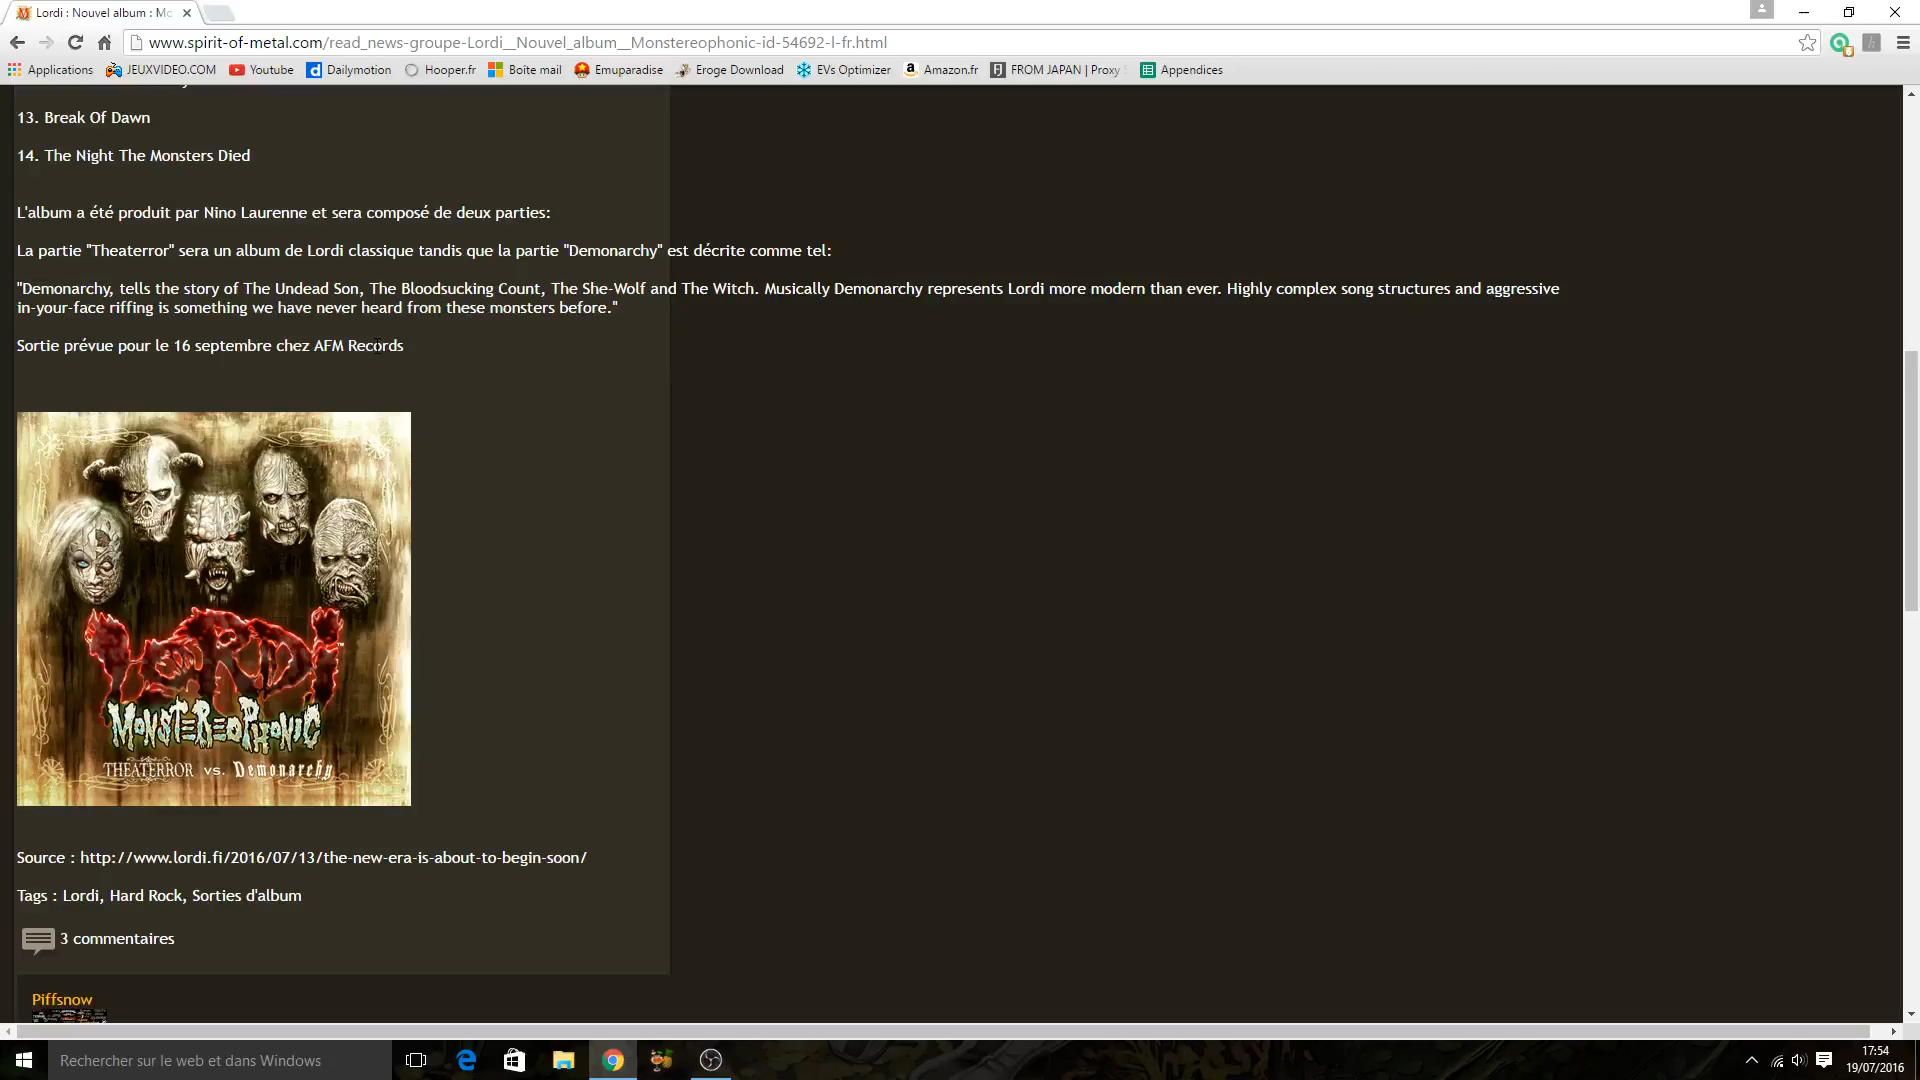 Lordi : Nouvel album : Mo
www.spirit-of-metal.com/read_news-groupe-Lordi__Nouvel_album__Monstereophonic-id-54692-l-fr.html
Applications JEUXVIDEO.COM Youtube Dailymotion Hooper.fr Boîte mail Emuparadise Eroge Download EVs Optimizer Amazon.fr FROM JAPAN | Proxy Appendices
13. Break Of Dawn
14. The Night The Monsters Died
L'album a été produit par Nino Laurenne et sera composé de deux parties:
La partie "Theaterror" sera un album de Lordi classique tandis que la partie "Demonarchy" est décrite comme tel:
"Demonarchy, tells the story of The Undead Son, The Bloodsucking Count, The She-Wolf and The Witch. Musically Demonarchy represents Lordi more modern than ever. Highly complex song structures and aggressive
in-your-face riffing is something we have never heard from these monsters before."
Sortie prévue pour le 16 septembre chez AFM Records
LORDI
MONSTEREOPHONIC
THEATERROR vs. Demonarchy
Source : http://www.lordi.fi/2016/07/13/the-new-era-is-about-to-begin-soon/
Tags : Lordi, Hard Rock, Sorties d'album
3 commentaires
Piffsnow
Rechercher sur le web et dans Windows
17:54
19/07/2016